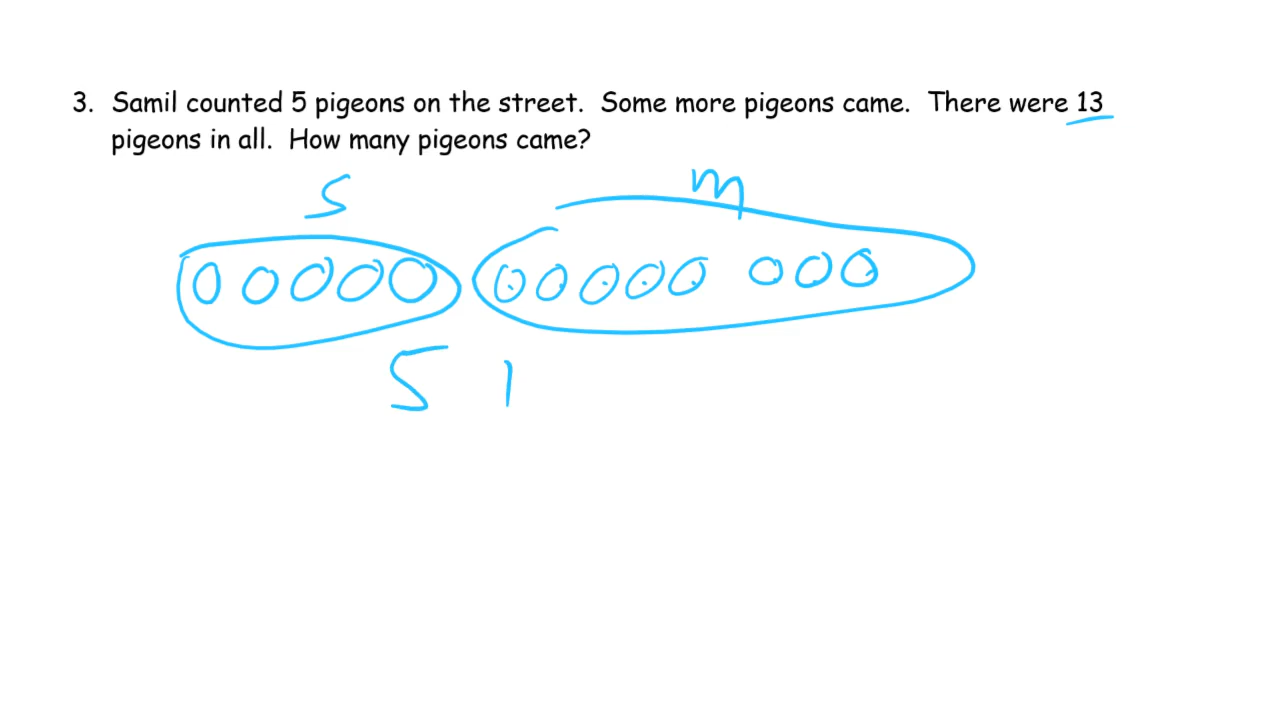 3. Samil counted 5 pigeons on the street. Some more pigeons came. There were 13
pigeons in all. How many pigeons came?
S m
5 1